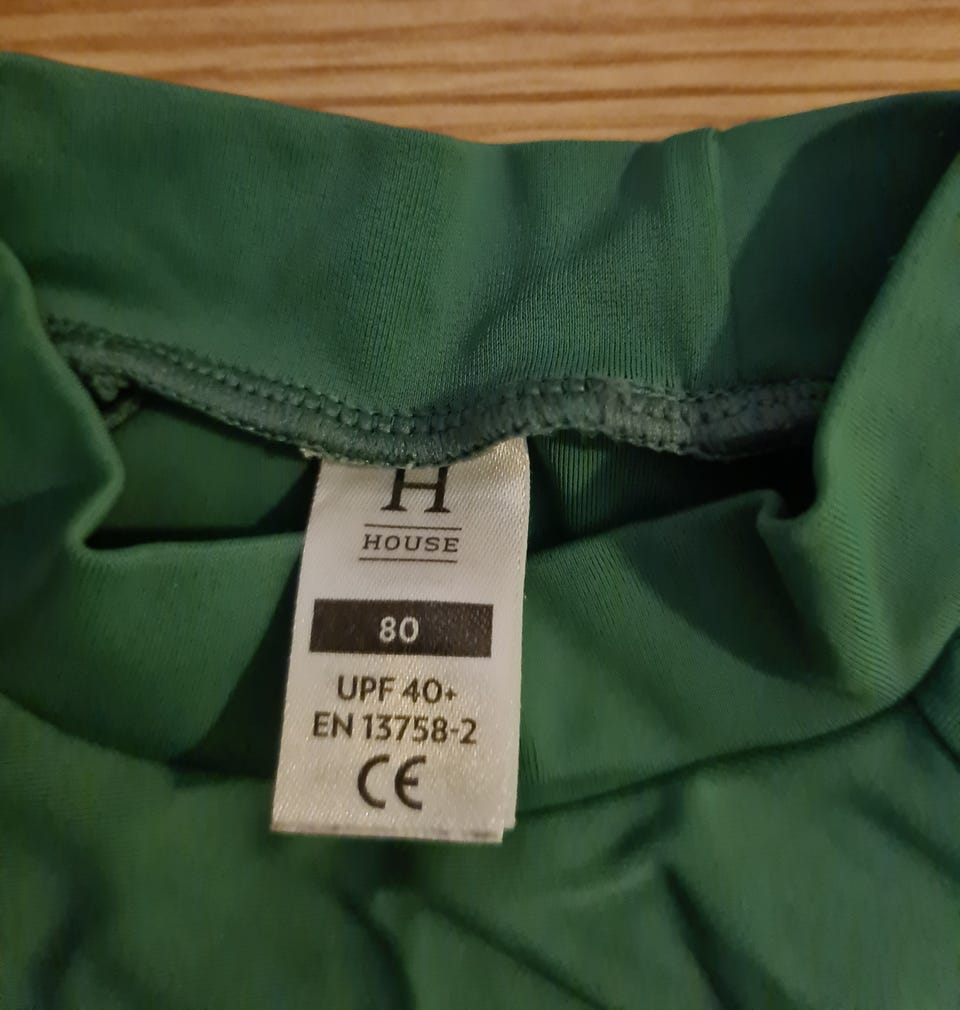 H
HOUSE
80
UPF 40+
EN 13758-2
CE